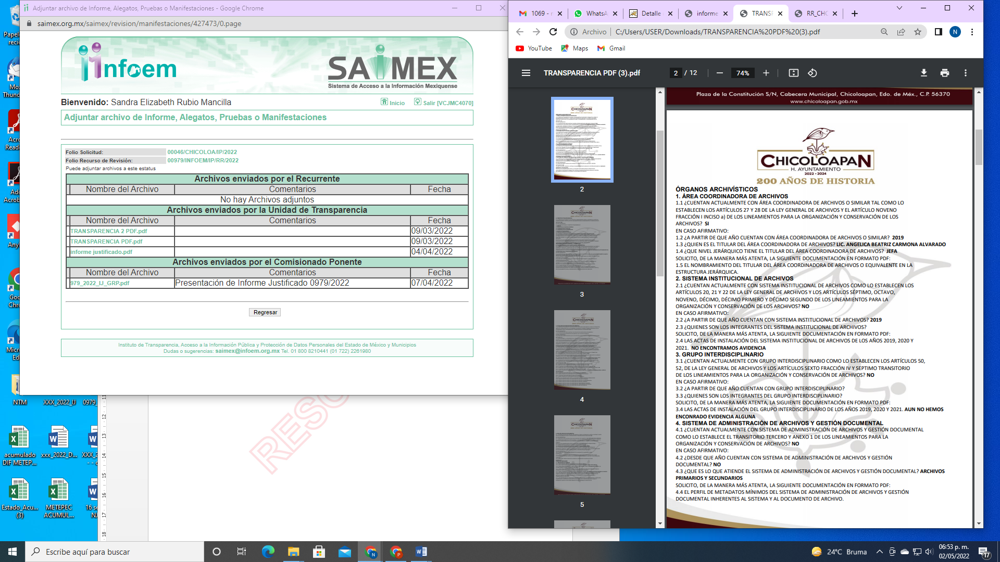 Adjuntar archivo de Informe, Alegatos, Pruebas o Manifestaciones - Google Chrome
saimex.org.mx/saimex/revision/manifestaciones/427473/0.page
infoem
SAIMEX
Sistema de Acceso a la Información Mexiquense
Bienvenido: Sandra Elizabeth Rubio Mancilla
Inicio
Salir [VCJMC4070]
Adjuntar archivo de Informe, Alegatos, Pruebas o Manifestaciones
Folio Solicitud: 00046/CHICOLOA/IP/2022
Folio Recurso de Revisión: 00979/INFOEM/IP/RR/2022
Puede adjuntar archivos a este estatus
Archivos enviados por el Recurrente
Nombre del Archivo Comentarios Fecha
No hay Archivos adjuntos
Archivos enviados por la Unidad de Transparencia
Nombre del Archivo Comentarios Fecha
TRANSPARENCIA 2 PDF.pdf 09/03/2022
TRANSPARENCIA PDF.pdf 09/03/2022
informe justificado.pdf 04/04/2022
Archivos enviados por el Comisionado Ponente
Nombre del Archivo Comentarios Fecha
979_2022_IJ_GRP.pdf Presentación de Informe Justificado 0979/2022 07/04/2022
Regresar
Instituto de Transparencia, Acceso a la Información Pública y Protección de Datos Personales del Estado de México y Municipios
Dudas o sugerencias: saimex@infoem.org.mx Tel. 01 800 8210441 (01 722) 2261980
NTM
XXX_2022_IJ
0979_
acumulado DIF METEP...
xxx_2022_D...
Estado_Acu... (3)
METEPEC ACUMUL...
RESO
1069 -
WhatsA
Detalle
informe
TRANSI
RR_CHC
Archivo
C:/Users/USER/Downloads/TRANSPARENCIA%20PDF%20(3).pdf
N
YouTube
Maps
Gmail
TRANSPARENCIA PDF (3).pdf
2 / 12
74%
2
3
4
5
Plaza de la Constitución S/N, Cabecera Municipal, Chicoloapan, Edo. de Méx., C.P. 56370
www.chicoloapan.gob.mx
CHICOLOAPAN
H. AYUNTAMIENTO
2022 - 2024
200 AÑOS DE HISTORIA
ÓRGANOS ARCHIVÍSTICOS
1. ÁREA COORDINADORA DE ARCHIVOS
1.1 ¿CUENTAN ACTUALMENTE CON ÁREA COORDINADORA DE ARCHIVOS O SIMILAR TAL COMO LO
ESTABLECEN LOS ARTÍCULOS 27 Y 28 DE LA LEY GENERAL DE ARCHIVOS Y EL ARTÍCULO NOVENO
FRACCIÓN I INCISO a) DE LOS LINEAMIENTOS PARA LA ORGANIZACIÓN Y CONSERVACIÓN DE LOS
ARCHIVOS? SI
EN CASO AFIRMATIVO:
1.2 ¿A PARTIR DE QUE AÑO CUENTAN CON ÁREA COORDINADORA DE ARCHIVOS O SIMILAR? 2019
1.3 ¿QUIEN ES EL TITULAR DEL ÁREA COORDINADORA DE ARCHIVOS? LIC. ANGELICA BEATRIZ CARMONA ALVARADO
1.4 ¿QUE NIVEL JERÁRQUICO TIENE EL TITULAR DEL ÁREA COORDINADORA DE ARCHIVOS? JEFA
SOLICITO, DE LA MANERA MÁS ATENTA, LA SIGUIENTE DOCUMENTACIÓN EN FORMATO PDF:
1.5 EL NOMBRAMIENTO DEL TITULAR DEL ÁREA COORDINADORA DE ARCHIVOS O EQUIVALENTE EN LA
ESTRUCTURA JERÁRQUICA.
2. SISTEMA INSTITUCIONAL DE ARCHIVOS
2.1 ¿CUENTAN ACTUALMENTE CON SISTEMA INSTITUCIONAL DE ARCHIVOS COMO LO ESTABLECEN LOS
ARTÍCULOS 20, 21 Y 22 DE LA LEY GENERAL DE ARCHIVOS Y LOS ARTÍCULOS SÉPTIMO, OCTAVO,
NOVENO, DÉCIMO, DÉCIMO PRIMERO Y DÉCIMO SEGUNDO DE LOS LINEAMIENTOS PARA LA
ORGANIZACIÓN Y CONSERVACIÓN DE LOS ARCHIVOS? NO
EN CASO AFIRMATIVO:
2.2 ¿A PARTIR DE QUE AÑO CUENTAN CON SISTEMA INSTITUCIONAL DE ARCHIVOS? 2019
2.3 ¿QUIENES SON LOS INTEGRANTES DEL SISTEMA INSTITUCIONAL DE ARCHIVOS?
SOLICITO, DE LA MANERA MÁS ATENTA, LA SIGUIENTE DOCUMENTACIÓN EN FORMATO PDF:
2.4 LAS ACTAS DE INSTALACIÓN DEL SISTEMA INSTITUCIONAL DE ARCHIVOS DE LOS AÑOS 2019, 2020 Y
2021. NO ENCONTRAMOS AVIDENCIA
3. GRUPO INTERDISCIPLINARIO
3.1 ¿CUENTAN ACTUALMENTE CON GRUPO INTERDISCIPLINARIO COMO LO ESTABLECEN LOS ARTÍCULOS 50,
52, DE LA LEY GENERAL DE ARCHIVOS Y LOS ARTÍCULOS SEXTO FRACCIÓN IV Y SEPTIMO TRANSITORIO
DE LOS LINEAMIENTOS PARA LA ORGANIZACIÓN Y CONSERVACIÓN DE ARCHIVOS? NO
EN CASO AFIRMATIVO:
3.2 ¿A PARTIR DE QUE AÑO CUENTAN CON GRUPO INTERDISCIPLINARIO?
3.3 ¿QUIENES SON LOS INTEGRANTES DEL GRUPO INTERDISCIPLINARIO?
SOLICITO, DE LA MANERA MÁS ATENTA, LA SIGUIENTE DOCUMENTACIÓN EN FORMATO PDF:
3.4 LAS ACTAS DE INSTALACIÓN DEL GRUPO INTERDISCIPLINARIO DE LOS AÑOS 2019, 2020 Y 2021. AUN NO HEMOS
ENCONRADO EVIDENCIA ALGUNA
4. SISTEMA DE ADMINISTRACIÓN DE ARCHIVOS Y GESTIÓN DOCUMENTAL
4.1 ¿CUENTAN ACTUALMENTE CON SISTEMA DE ADMINISTRACIÓN DE ARCHIVOS Y GESTIÓN DOCUMENTAL
COMO LO ESTABLECE EL TRANSITORIO TERCERO Y ANEXO 1 DE LOS LINEAMIENTOS PARA LA
ORGANIZACIÓN Y CONSERVACIÓN DE ARCHIVOS? NO
EN CASO AFIRMATIVO:
4.2 ¿DESDE QUE AÑO CUENTAN CON SISTEMA DE ADMINISTRACIÓN DE ARCHIVOS Y GESTIÓN
DOCUMENTAL? NO
4.3 ¿QUE ES LO QUE ATIENDE EL SISTEMA DE ADMINISTRACIÓN DE ARCHIVOS Y GESTIÓN DOCUMENTAL? ARCHIVOS
PRIMARIOS Y SECUNDARIOS
SOLICITO, DE LA MANERA MÁS ATENTA, LA SIGUIENTE DOCUMENTACIÓN EN FORMATO PDF:
4.4 EL PERFIL DE METADATOS MÍNIMOS DEL SISTEMA DE ADMINISTRACIÓN DE ARCHIVOS Y GESTIÓN
DOCUMENTAL INHERENTES AL SISTEMA Y AL DOCUMENTO DE ARCHIVO.
Escribe aquí para buscar
24°C Bruma
06:53 p. m.
02/05/2022
17